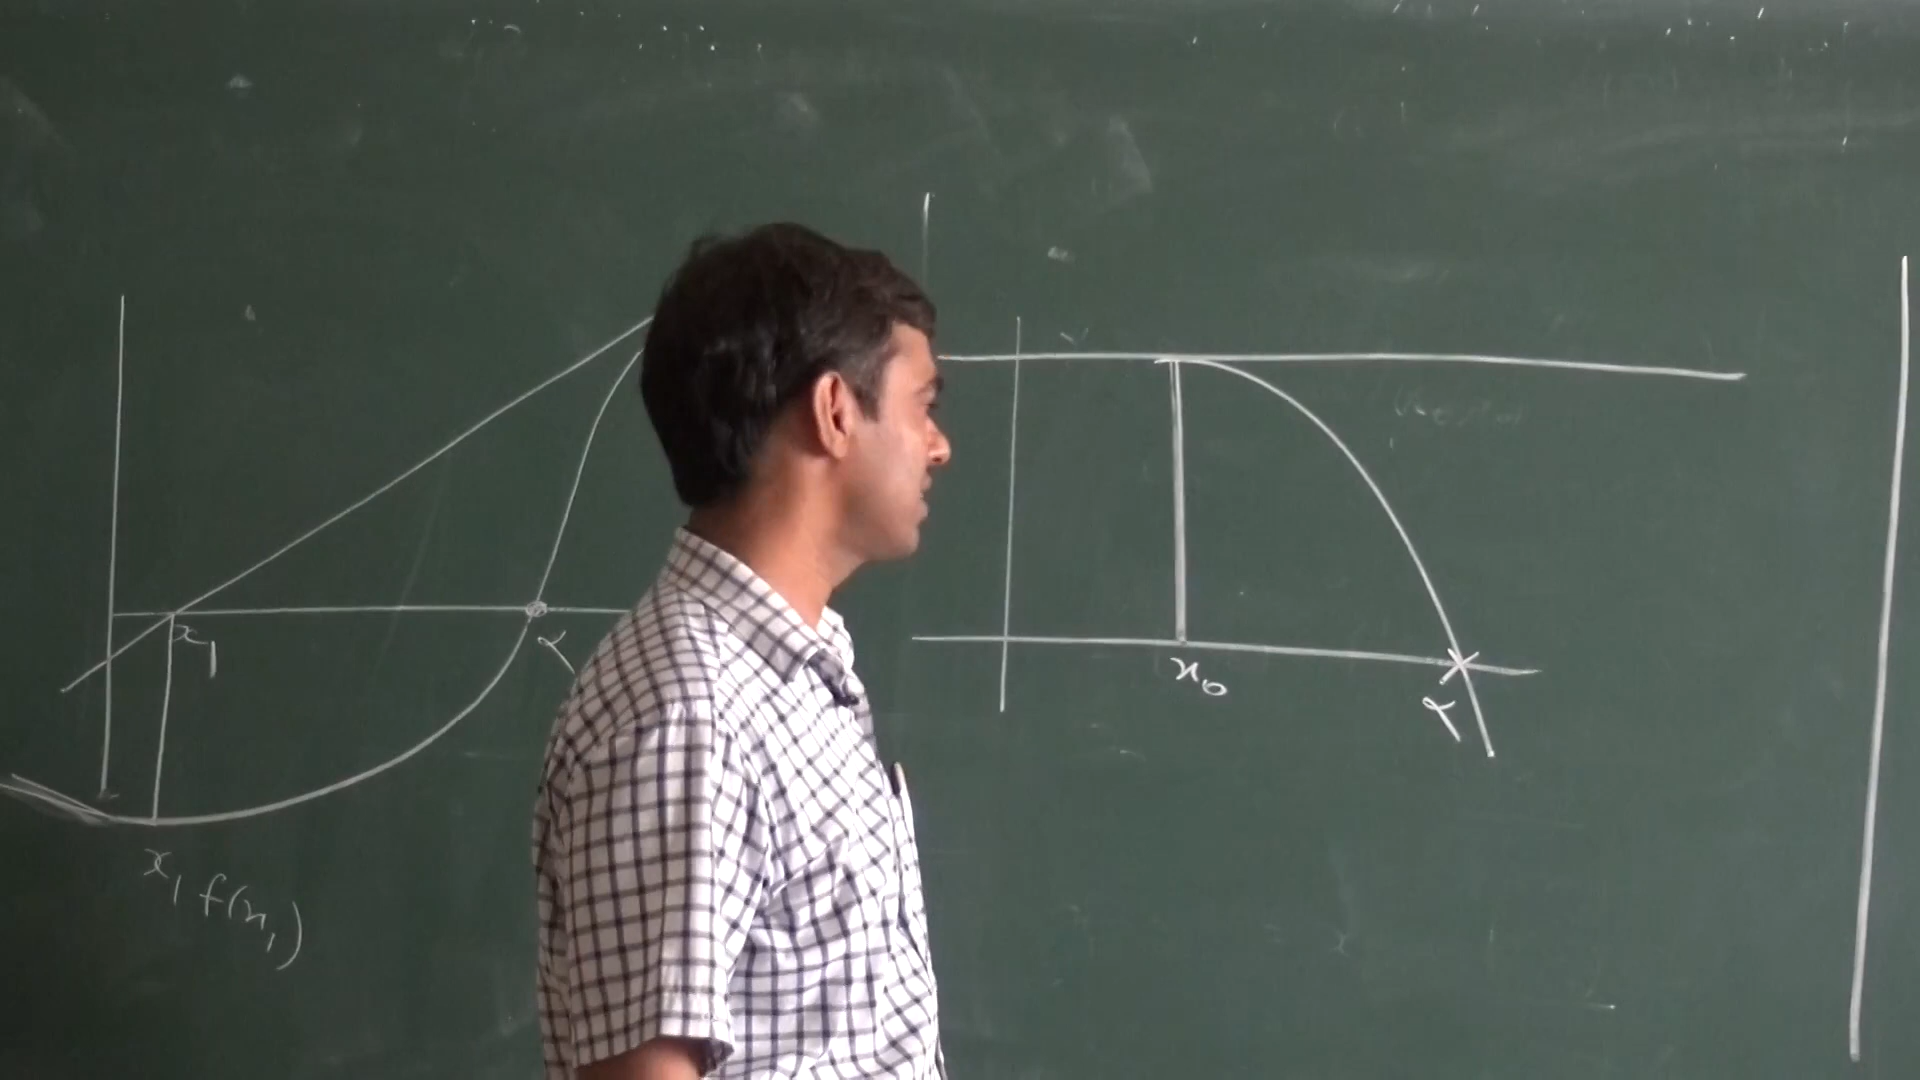 x₁
α
x₁ f(x₁)
x₀
α